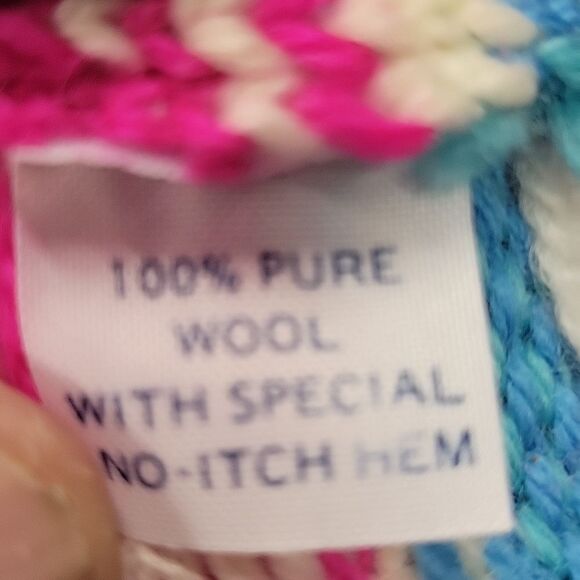 100% PURE
WOOL
WITH SPECIAL
NO-ITCH HEM